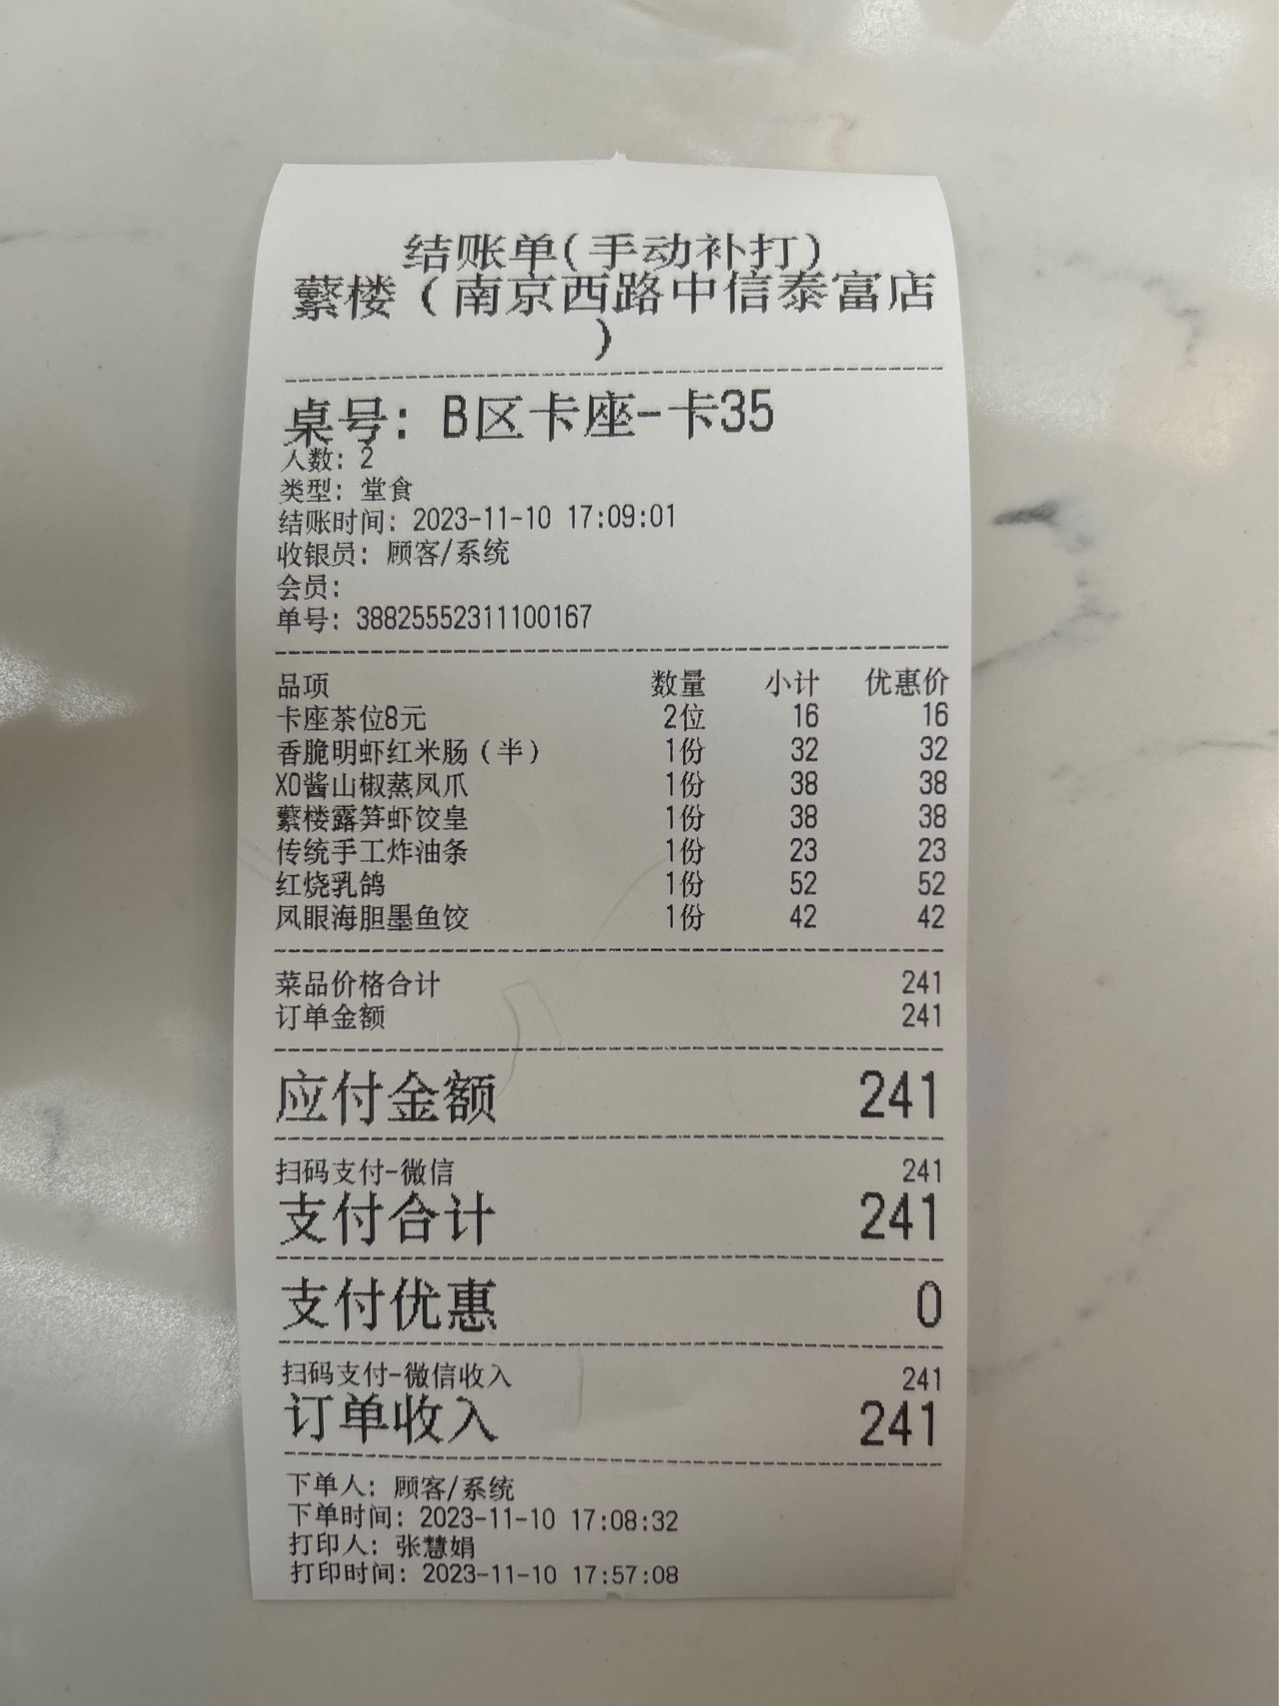 结账单(手动补打)
蘩楼（南京西路中信泰富店
）
桌号: B区卡座-卡35
人数: 2
类型: 堂食
结账时间: 2023-11-10 17:09:01
收银员: 顾客/系统
会员:
单号: 38825552311100167
品项 数量 小计 优惠价
卡座茶位8元 2位 16 16
香脆明虾红米肠（半） 1份 32 32
XO酱山椒蒸凤爪 1份 38 38
蘩楼露笋虾饺皇 1份 38 38
传统手工炸油条 1份 23 23
红烧乳鸽 1份 52 52
凤眼海胆墨鱼饺 1份 42 42
菜品价格合计 241
订单金额 241
应付金额 241
扫码支付-微信 241
支付合计 241
支付优惠 0
扫码支付-微信收入 241
订单收入 241
下单人: 顾客/系统
下单时间: 2023-11-10 17:08:32
打印人: 张慧娟
打印时间: 2023-11-10 17:57:08